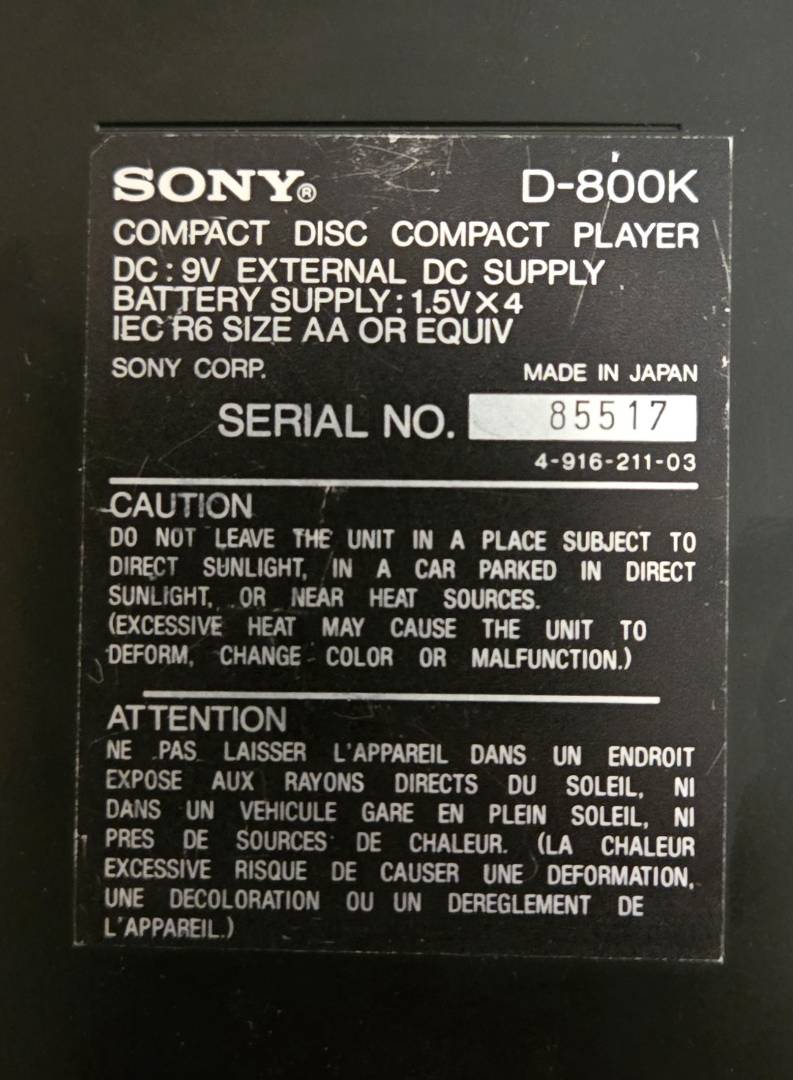 SONY® D-800K
COMPACT DISC COMPACT PLAYER
DC : 9V EXTERNAL DC SUPPLY
BATTERY SUPPLY : 1.5V X 4
IEC R6 SIZE AA OR EQUIV
SONY CORP. MADE IN JAPAN
SERIAL NO. 85517
4-916-211-03
CAUTION
DO NOT LEAVE THE UNIT IN A PLACE SUBJECT TO
DIRECT SUNLIGHT, IN A CAR PARKED IN DIRECT
SUNLIGHT, OR NEAR HEAT SOURCES.
(EXCESSIVE HEAT MAY CAUSE THE UNIT TO
DEFORM, CHANGE COLOR OR MALFUNCTION.)
ATTENTION
NE PAS LAISSER L'APPAREIL DANS UN ENDROIT
EXPOSE AUX RAYONS DIRECTS DU SOLEIL, NI
DANS UN VEHICULE GARE EN PLEIN SOLEIL, NI
PRES DE SOURCES DE CHALEUR. (LA CHALEUR
EXCESSIVE RISQUE DE CAUSER UNE DEFORMATION,
UNE DECOLORATION OU UN DEREGLEMENT DE
L'APPAREIL.)